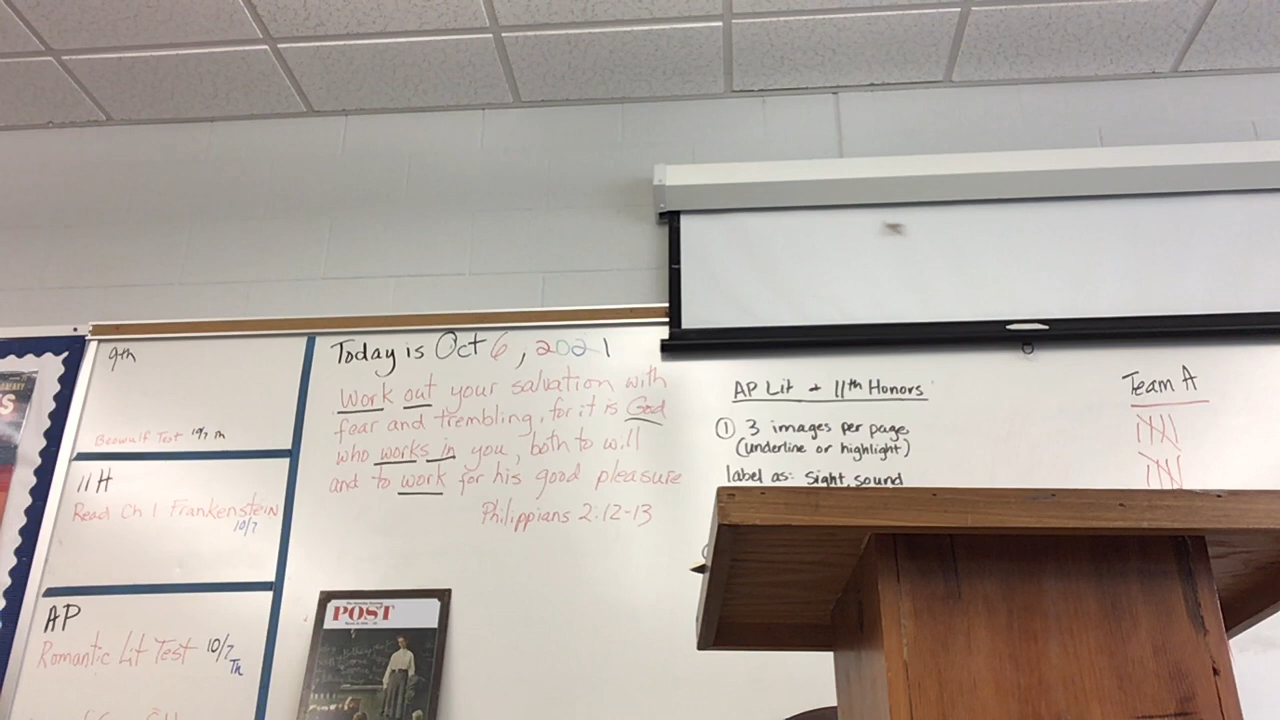 9th
Beowulf Test 10/7 Th
11 H
Read Ch 1 Frankenstein
10/7
AP
Romantic Lit Test 10/7
Th
Today is Oct 6, 2021
Work out your salvation with
fear and trembling, for it is God
who works in you, both to will
and to work for his good pleasure
Philippians 2:12-13
POST
AP Lit + 11th Honors
① 3 images per page
(underline or highlight)
label as: sight, sound
Team A